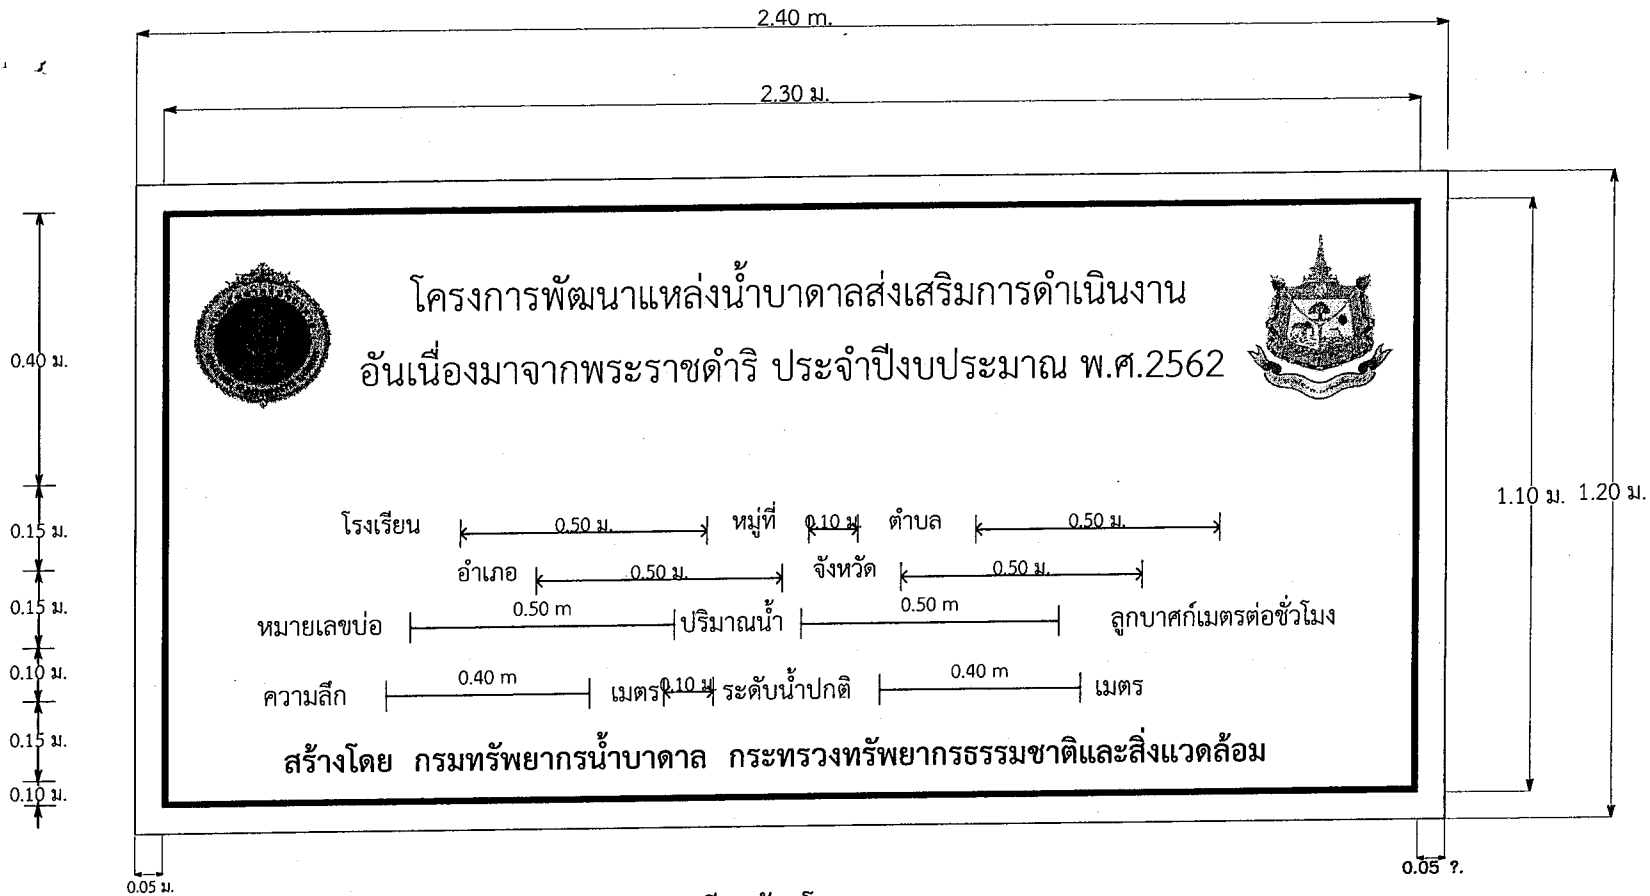 2.40 m.
2.30 ม.
โครงการพัฒนาแหล่งน้ำบาดาลส่งเสริมการดำเนินงาน
อันเนื่องมาจากพระราชดำริ ประจำปีงบประมาณ พ.ศ.2562
0.40 ม.
1.10 ม. 1.20 ม.
0.15 ม. โรงเรียน 0.50 ม. หมู่ที่ 0.10 ม ตำบล 0.50 ม.
อำเภอ 0.50 ม. จังหวัด 0.50 ม.
0.15 ม. หมายเลขบ่อ 0.50 m ปริมาณน้ำ 0.50 m ลูกบาศก์เมตรต่อชั่วโมง
0.10 ม. ความลึก 0.40 m เมตร 0.10 ม ระดับน้ำปกติ 0.40 m เมตร
0.15 ม. สร้างโดย กรมทรัพยากรน้ำบาดาล กระทรวงทรัพยากรธรรมชาติและสิ่งแวดล้อม
0.10 ม.
0.05 ม. 0.05 ?.